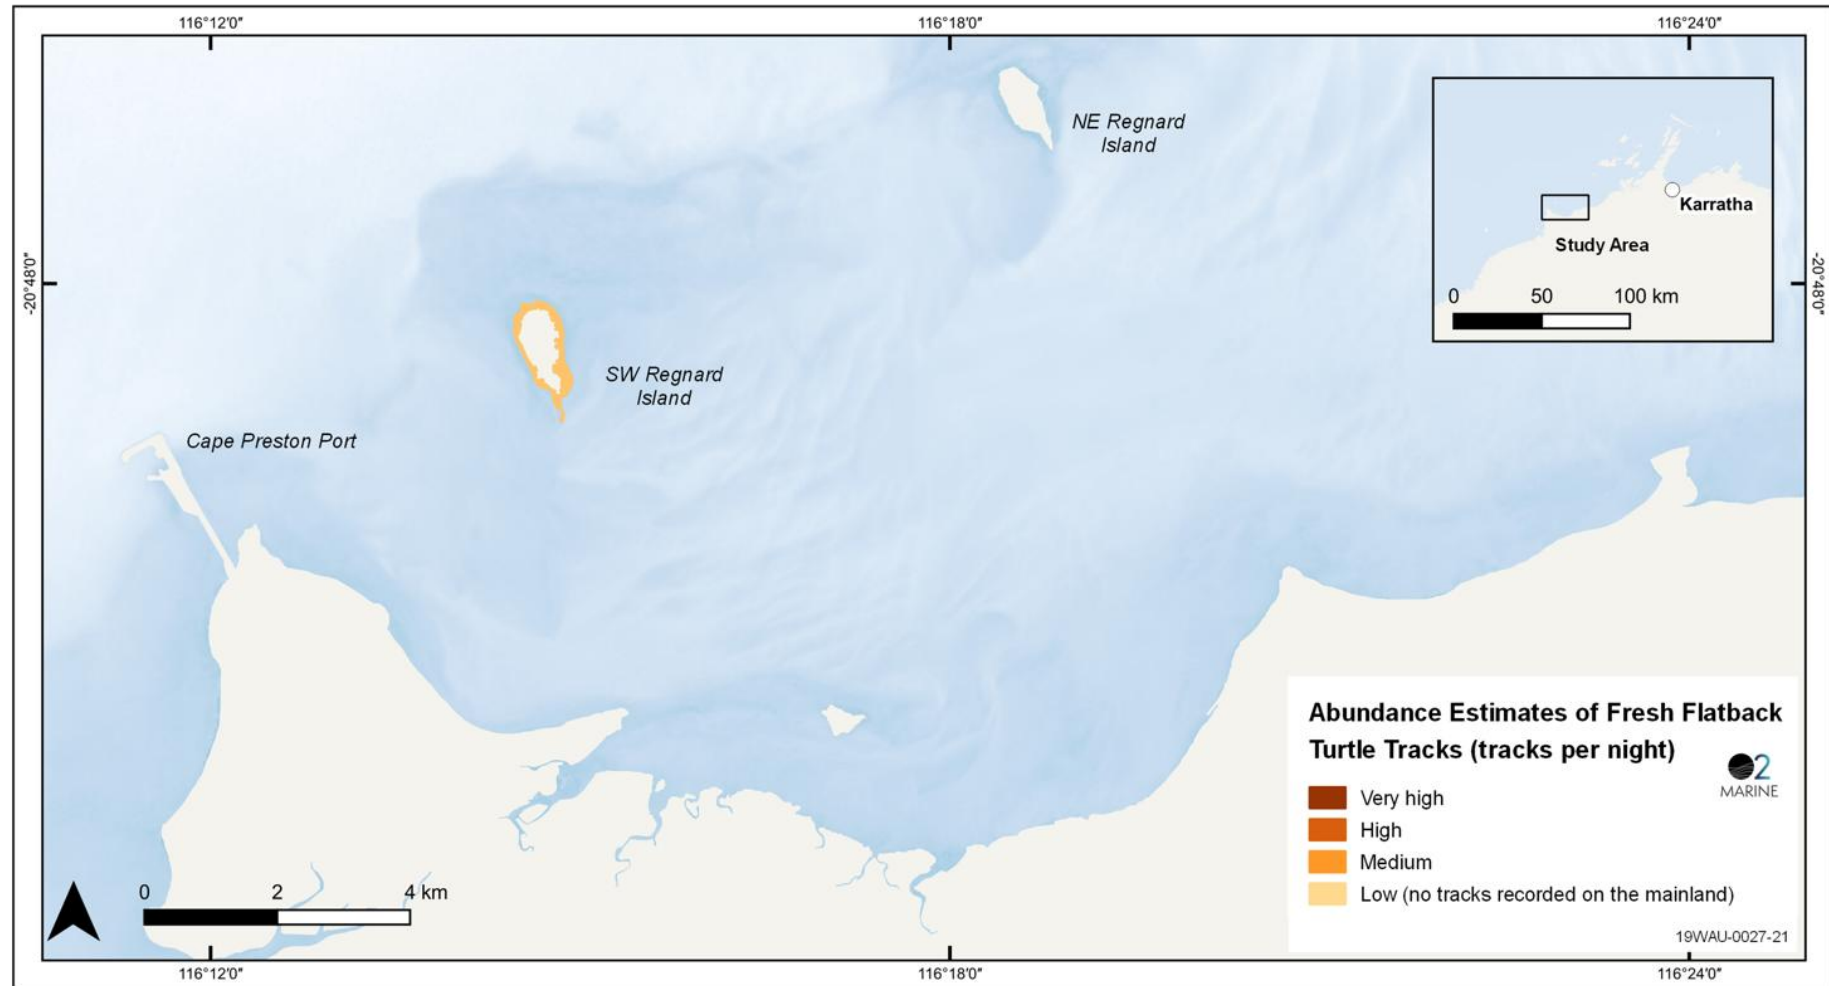 116°12'0"
116°18'0"
116°24'0"
NE Regnard
Island
Karratha
Study Area
0
50
100 km
-20°48'0"
-20°48'0"
SW Regnard
Island
Cape Preston Port
Abundance Estimates of Fresh Flatback
Turtle Tracks (tracks per night)
O2
MARINE
Very high
High
Medium
Low (no tracks recorded on the mainland)
0
2
4 km
19WAU-0027-21
116°12'0"
116°18'0"
116°24'0"